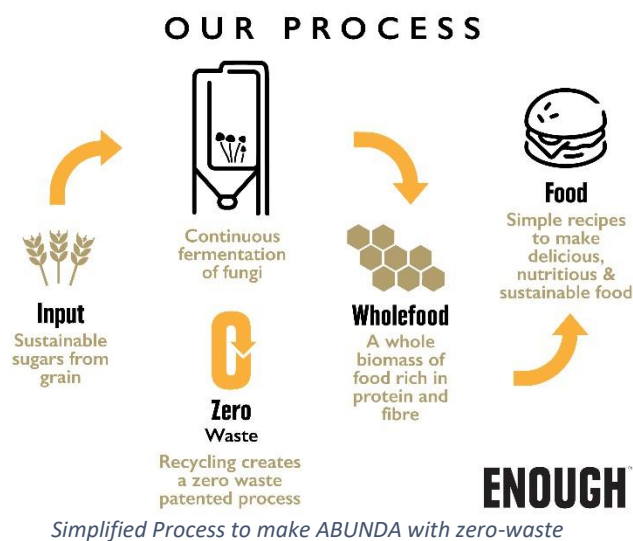 OUR PROCESS
Input
Sustainable
sugars from
grain
Continuous
fermentation
of fungi
Zero
Waste
Recycling creates
a zero waste
patented process
Wholefood
A whole
biomass of
food rich in
protein and
fibre
Food
Simple recipes
to make
delicious,
nutritious &
sustainable food
ENOUGH™
Simplified Process to make ABUNDA with zero-waste